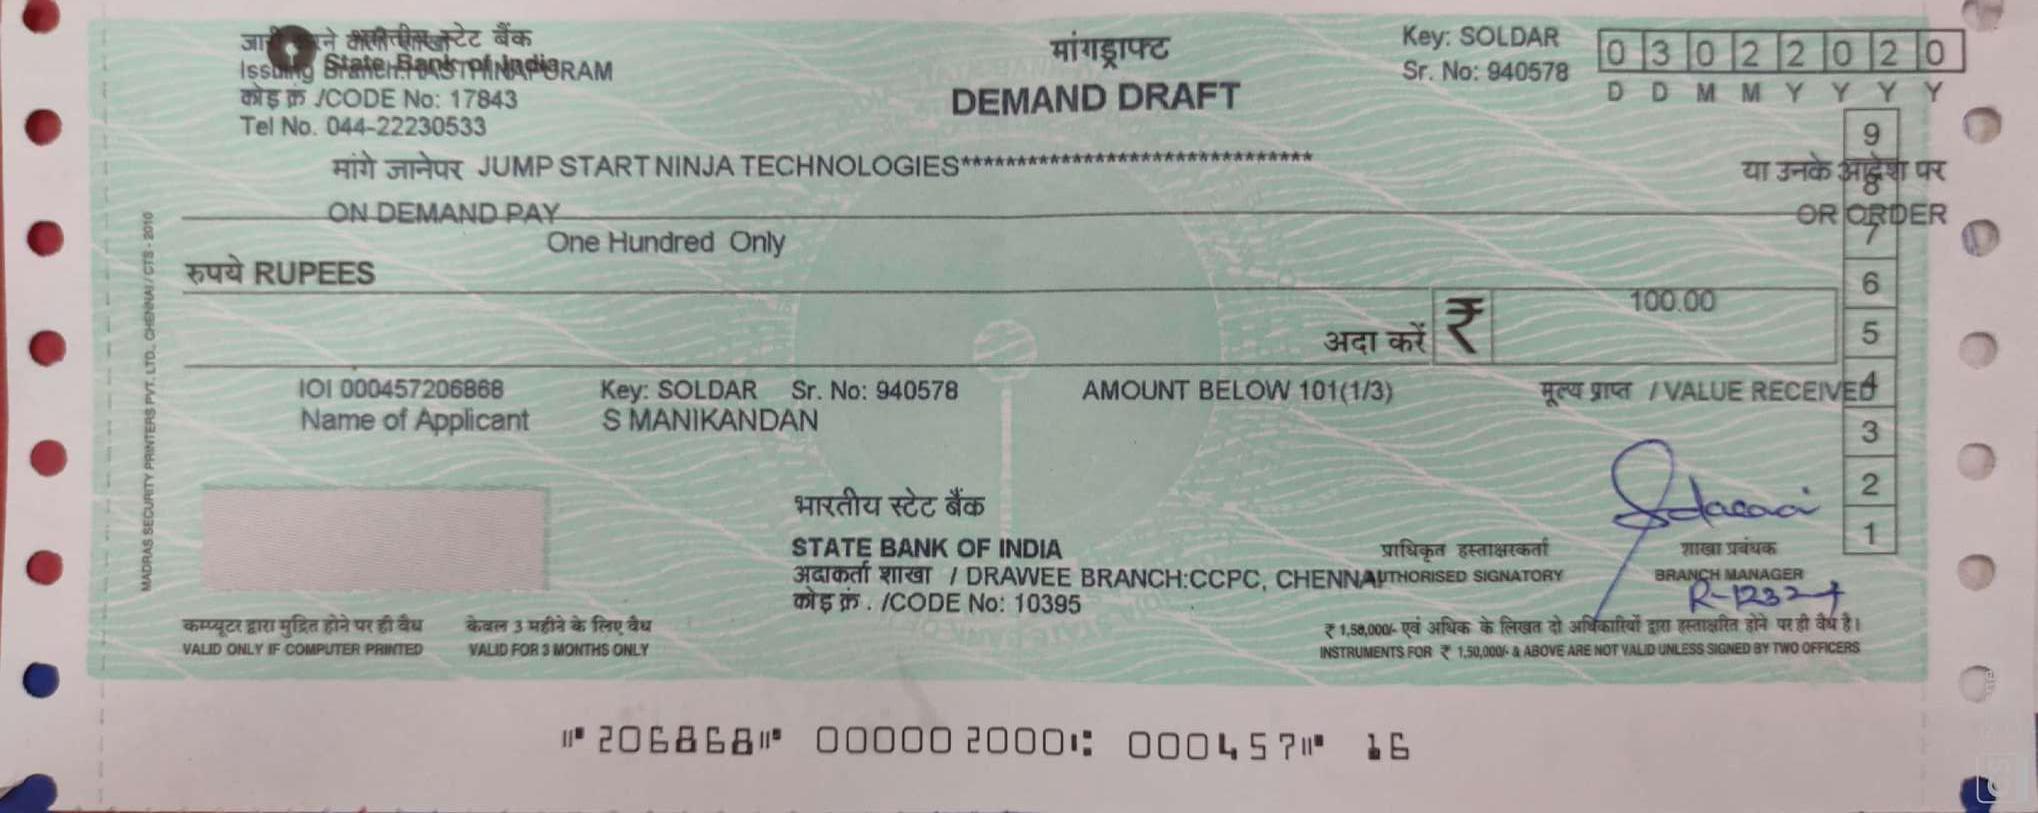 जारी करने वाली शाखा भारतीय स्टेट बैंक
Issuing Branch:HASTHINAPURAM State Bank of India
कोड क्रं /CODE No: 17843
Tel No. 044-22230533
मांगड्राफ्ट
DEMAND DRAFT
Key: SOLDAR
Sr. No: 940578
0 3 0 2 2 0 2 0
D D M M Y Y Y Y
मांगे जानेपर JUMP START NINJA TECHNOLOGIES******************************** या उनके आदेश पर
ON DEMAND PAY OR ORDER
One Hundred Only
रुपये RUPEES
अदा करें ₹ 100.00
IOI 000457206868 Key: SOLDAR Sr. No: 940578 AMOUNT BELOW 101(1/3) मूल्य प्राप्त / VALUE RECEIVED
Name of Applicant S MANIKANDAN
9
8
7
6
5
4
3
2
1
भारतीय स्टेट बैंक
STATE BANK OF INDIA
अदाकर्ता शाखा / DRAWEE BRANCH:CCPC, CHENNAI
कोड क्रं . /CODE No: 10395
प्राधिकृत हस्ताक्षरकर्ता
AUTHORISED SIGNATORY
शाखा प्रबंधक
BRANCH MANAGER
कम्प्यूटर द्वारा मुद्रित होने पर ही वैध
VALID ONLY IF COMPUTER PRINTED
केवल 3 महीने के लिए वैध
VALID FOR 3 MONTHS ONLY
₹ 1,50,000/- एवं अधिक के लिखत दो अधिकारियों द्वारा हस्ताक्षरित होने पर ही वैध है।
INSTRUMENTS FOR ₹ 1,50,000/- & ABOVE ARE NOT VALID UNLESS SIGNED BY TWO OFFICERS
MADRAS SECURITY PRINTERS PVT. LTD., CHENNAI / CTS - 2010
⑈206868⑈ 000002000⑆ 000457⑈ 16